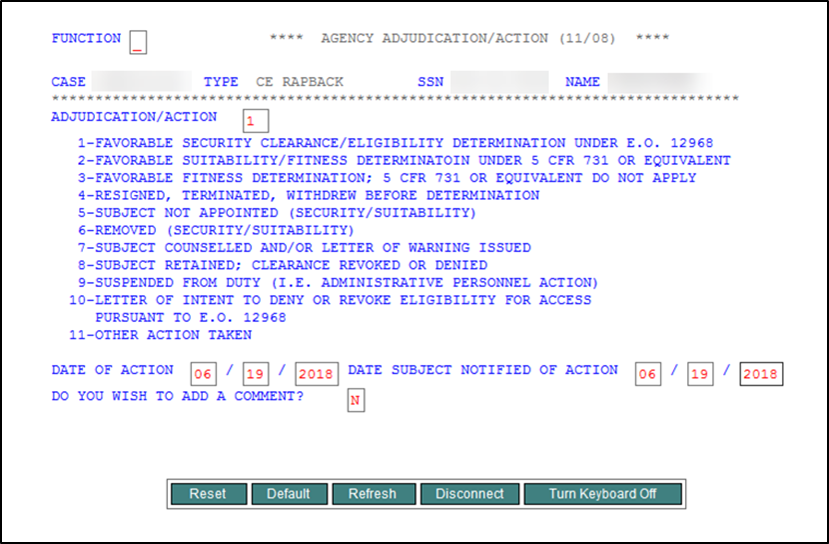 FUNCTION _ **** AGENCY ADJUDICATION/ACTION (11/08) ****
CASE TYPE CE RAPBACK SSN NAME
********************************************************************************
ADJUDICATION/ACTION 1
1-FAVORABLE SECURITY CLEARANCE/ELIGIBILITY DETERMINATION UNDER E.O. 12968
2-FAVORABLE SUITABILITY/FITNESS DETERMINATOIN UNDER 5 CFR 731 OR EQUIVALENT
3-FAVORABLE FITNESS DETERMINATION; 5 CFR 731 OR EQUIVALENT DO NOT APPLY
4-RESIGNED, TERMINATED, WITHDREW BEFORE DETERMINATION
5-SUBJECT NOT APPOINTED (SECURITY/SUITABILITY)
6-REMOVED (SECURITY/SUITABILITY)
7-SUBJECT COUNSELLED AND/OR LETTER OF WARNING ISSUED
8-SUBJECT RETAINED; CLEARANCE REVOKED OR DENIED
9-SUSPENDED FROM DUTY (I.E. ADMINISTRATIVE PERSONNEL ACTION)
10-LETTER OF INTENT TO DENY OR REVOKE ELIGIBILITY FOR ACCESS
PURSUANT TO E.O. 12968
11-OTHER ACTION TAKEN
DATE OF ACTION 06 / 19 / 2018 DATE SUBJECT NOTIFIED OF ACTION 06 / 19 / 2018
DO YOU WISH TO ADD A COMMENT? N
Reset Default Refresh Disconnect Turn Keyboard Off